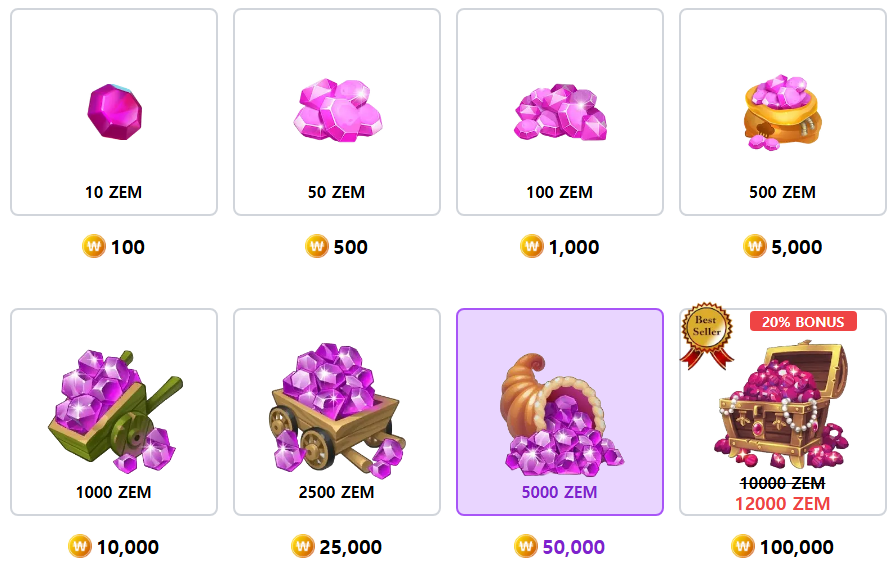 10 ZEM
50 ZEM
100 ZEM
500 ZEM
₩ 100
₩ 500
₩ 1,000
₩ 5,000
Best
Seller
20% BONUS
1000 ZEM
2500 ZEM
5000 ZEM
10000 ZEM
12000 ZEM
₩ 10,000
₩ 25,000
₩ 50,000
₩ 100,000